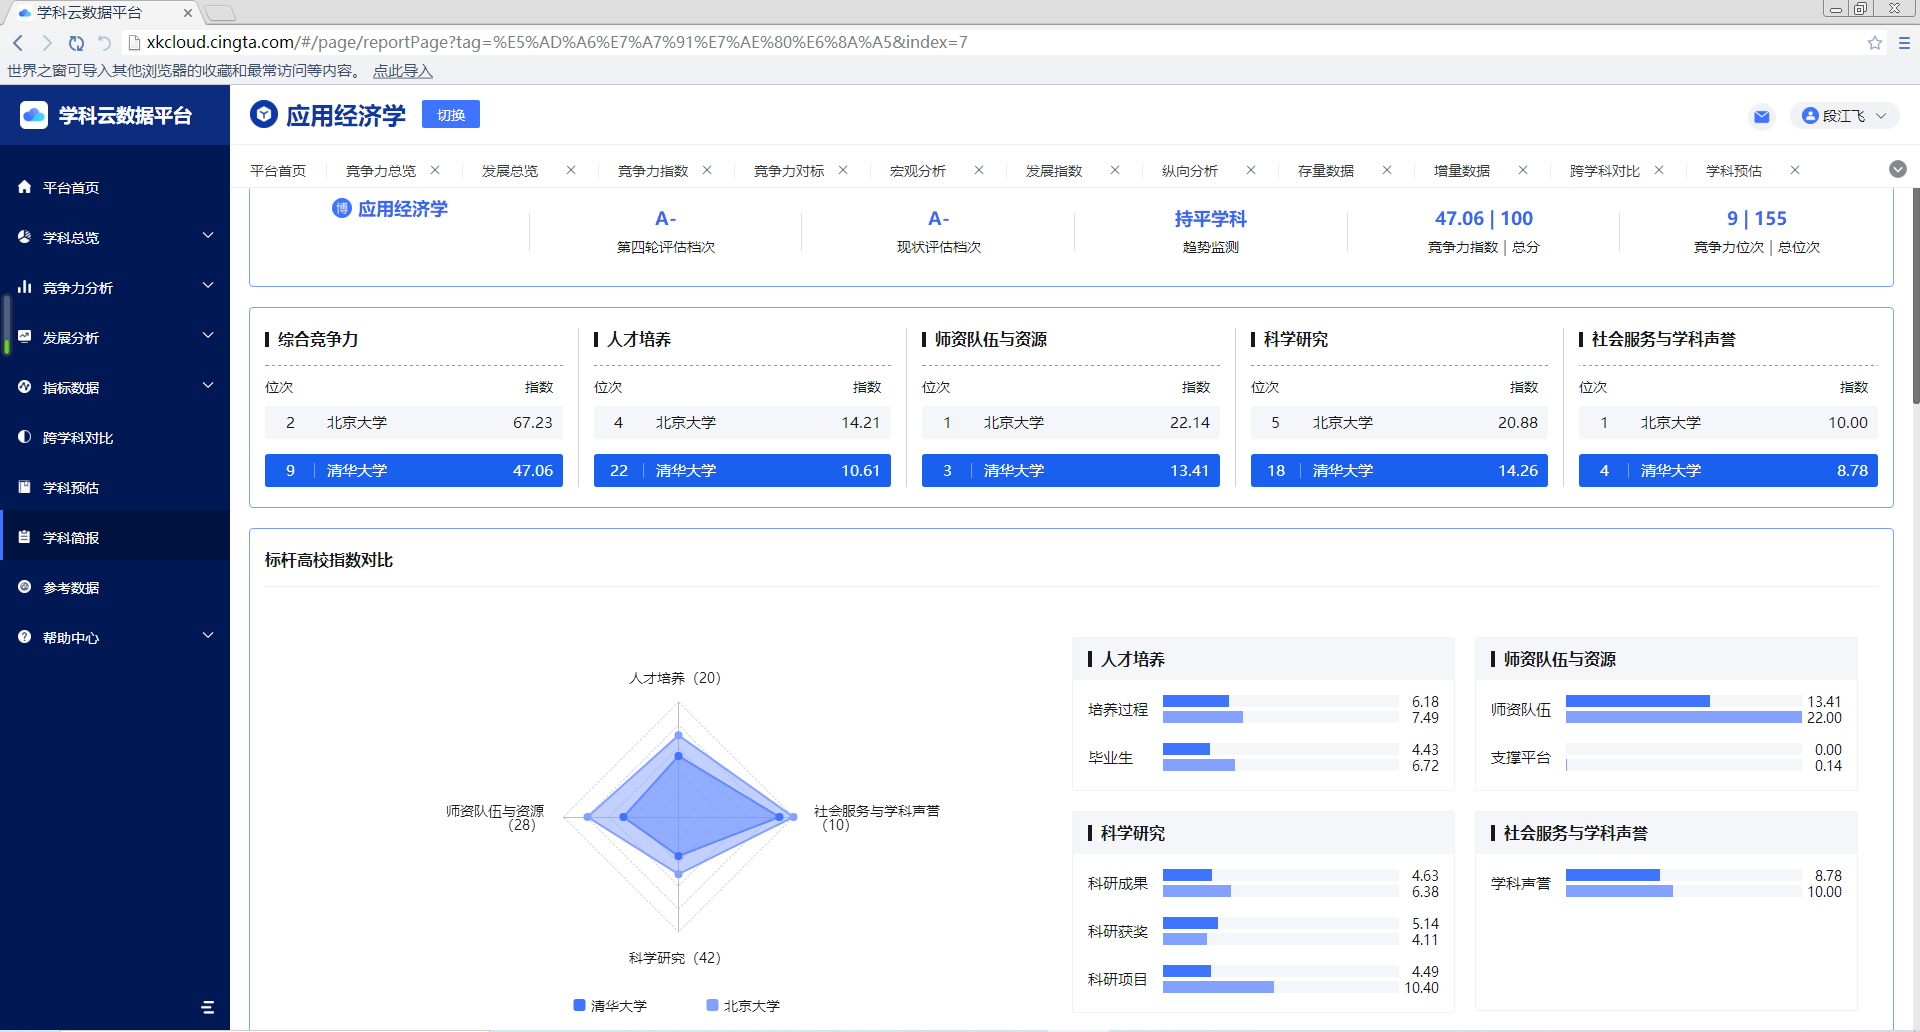 学科云数据平台
xkcloud.cingta.com/#/page/reportPage?tag=%E5%AD%A6%E7%A7%91%E7%AE%80%E6%8A%A5&index=7
世界之窗可导入其他浏览器的收藏和最常访问等内容。 点此导入
学科云数据平台
应用经济学 切换
段江飞
平台首页 竞争力总览 发展总览 竞争力指数 竞争力对标 宏观分析 发展指数 纵向分析 存量数据 增量数据 跨学科对比 学科预估
平台首页
学科总览
竞争力分析
发展分析
指标数据
跨学科对比
学科预估
学科简报
参考数据
帮助中心
博 应用经济学
A-
第四轮评估档次
A-
现状评估档次
持平学科
趋势监测
47.06 | 100
竞争力指数 | 总分
9 | 155
竞争力位次 | 总位次
综合竞争力
位次 指数
2 北京大学 67.23
9 清华大学 47.06
人才培养
位次 指数
4 北京大学 14.21
22 清华大学 10.61
师资队伍与资源
位次 指数
1 北京大学 22.14
3 清华大学 13.41
科学研究
位次 指数
5 北京大学 20.88
18 清华大学 14.26
社会服务与学科声誉
位次 指数
1 北京大学 10.00
4 清华大学 8.78
标杆高校指数对比
人才培养（20）
师资队伍与资源
（28）
社会服务与学科声誉
（10）
科学研究（42）
清华大学 北京大学
人才培养
培养过程 6.18
7.49
毕业生 4.43
6.72
师资队伍与资源
师资队伍 13.41
22.00
支撑平台 0.00
0.14
科学研究
科研成果 4.63
6.38
科研获奖 5.14
4.11
科研项目 4.49
10.40
社会服务与学科声誉
学科声誉 8.78
10.00